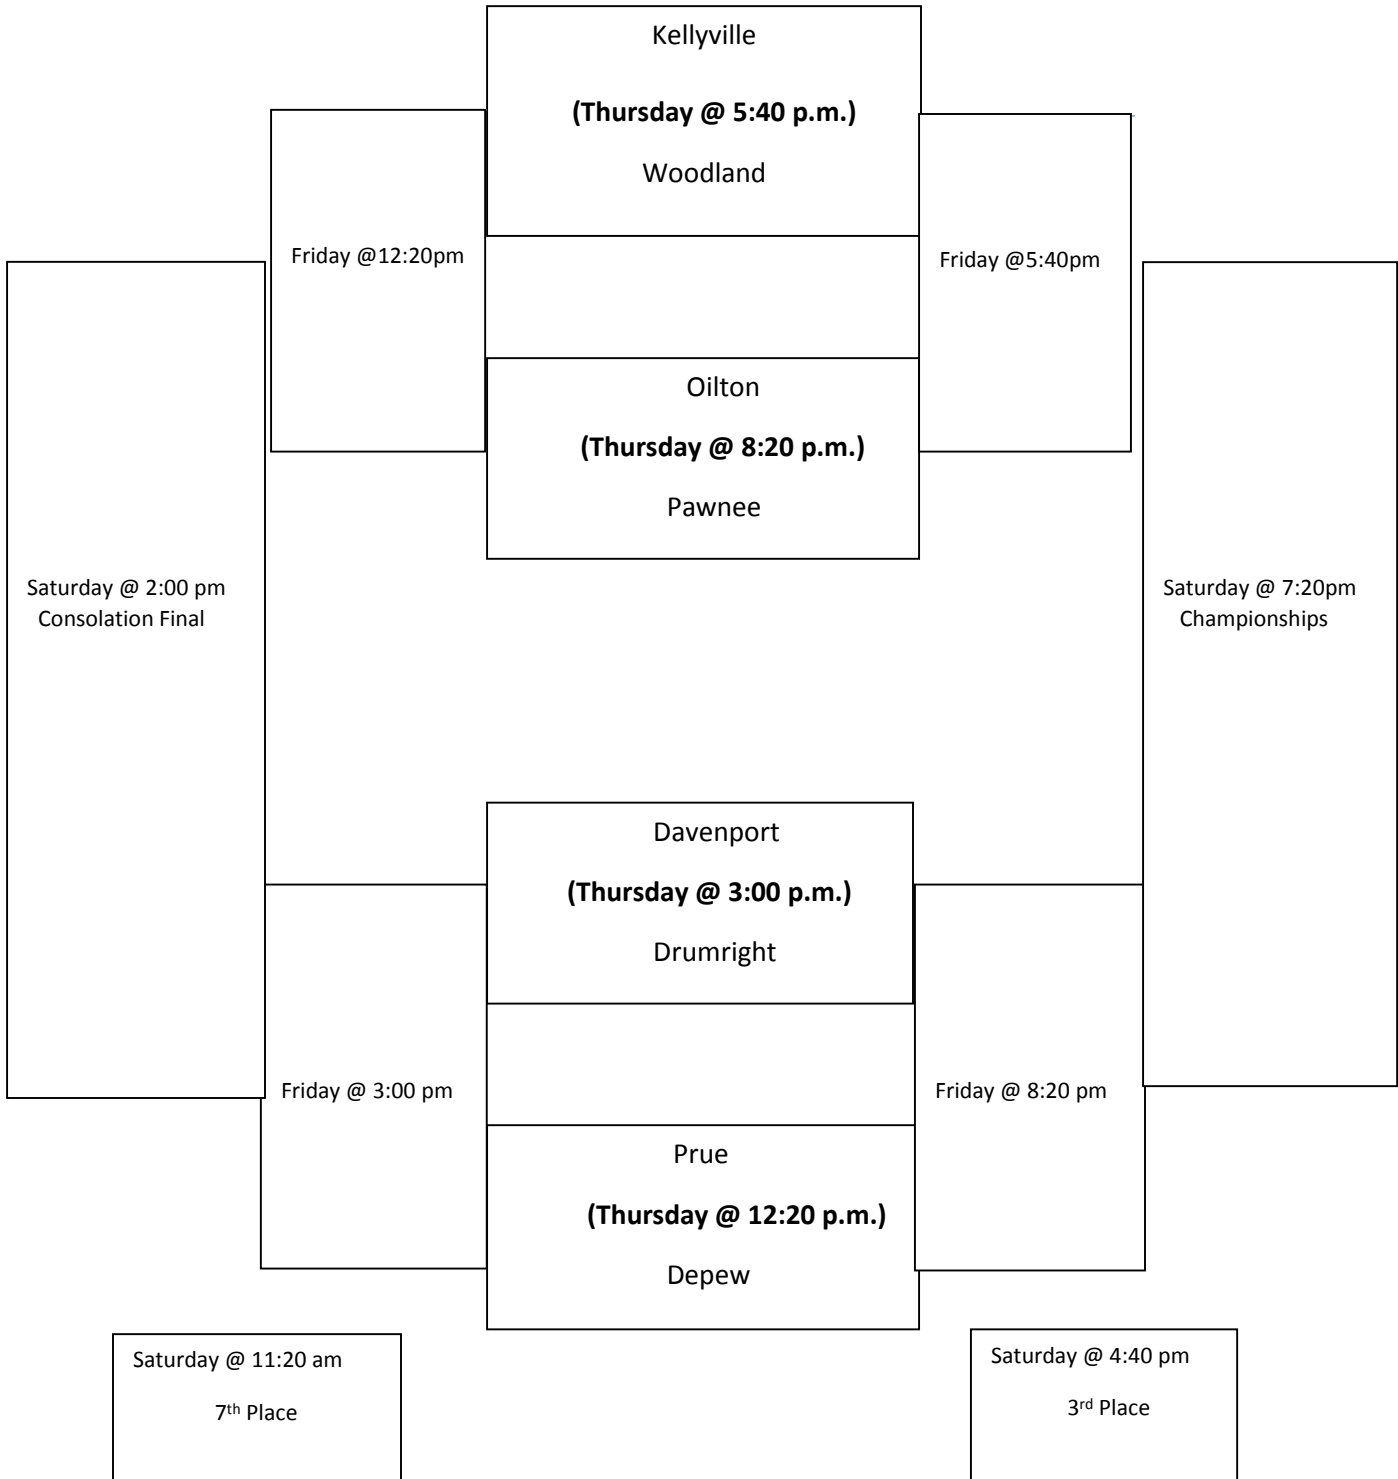 Kellyville
(Thursday @ 5:40 p.m.)
Woodland
Friday @12:20pm
Friday @5:40pm
Oilton
(Thursday @ 8:20 p.m.)
Pawnee
Saturday @ 2:00 pm
Consolation Final
Saturday @ 7:20pm
Championships
Davenport
(Thursday @ 3:00 p.m.)
Drumright
Friday @ 3:00 pm
Friday @ 8:20 pm
Prue
(Thursday @ 12:20 p.m.)
Depew
Saturday @ 11:20 am
7th Place
Saturday @ 4:40 pm
3rd Place